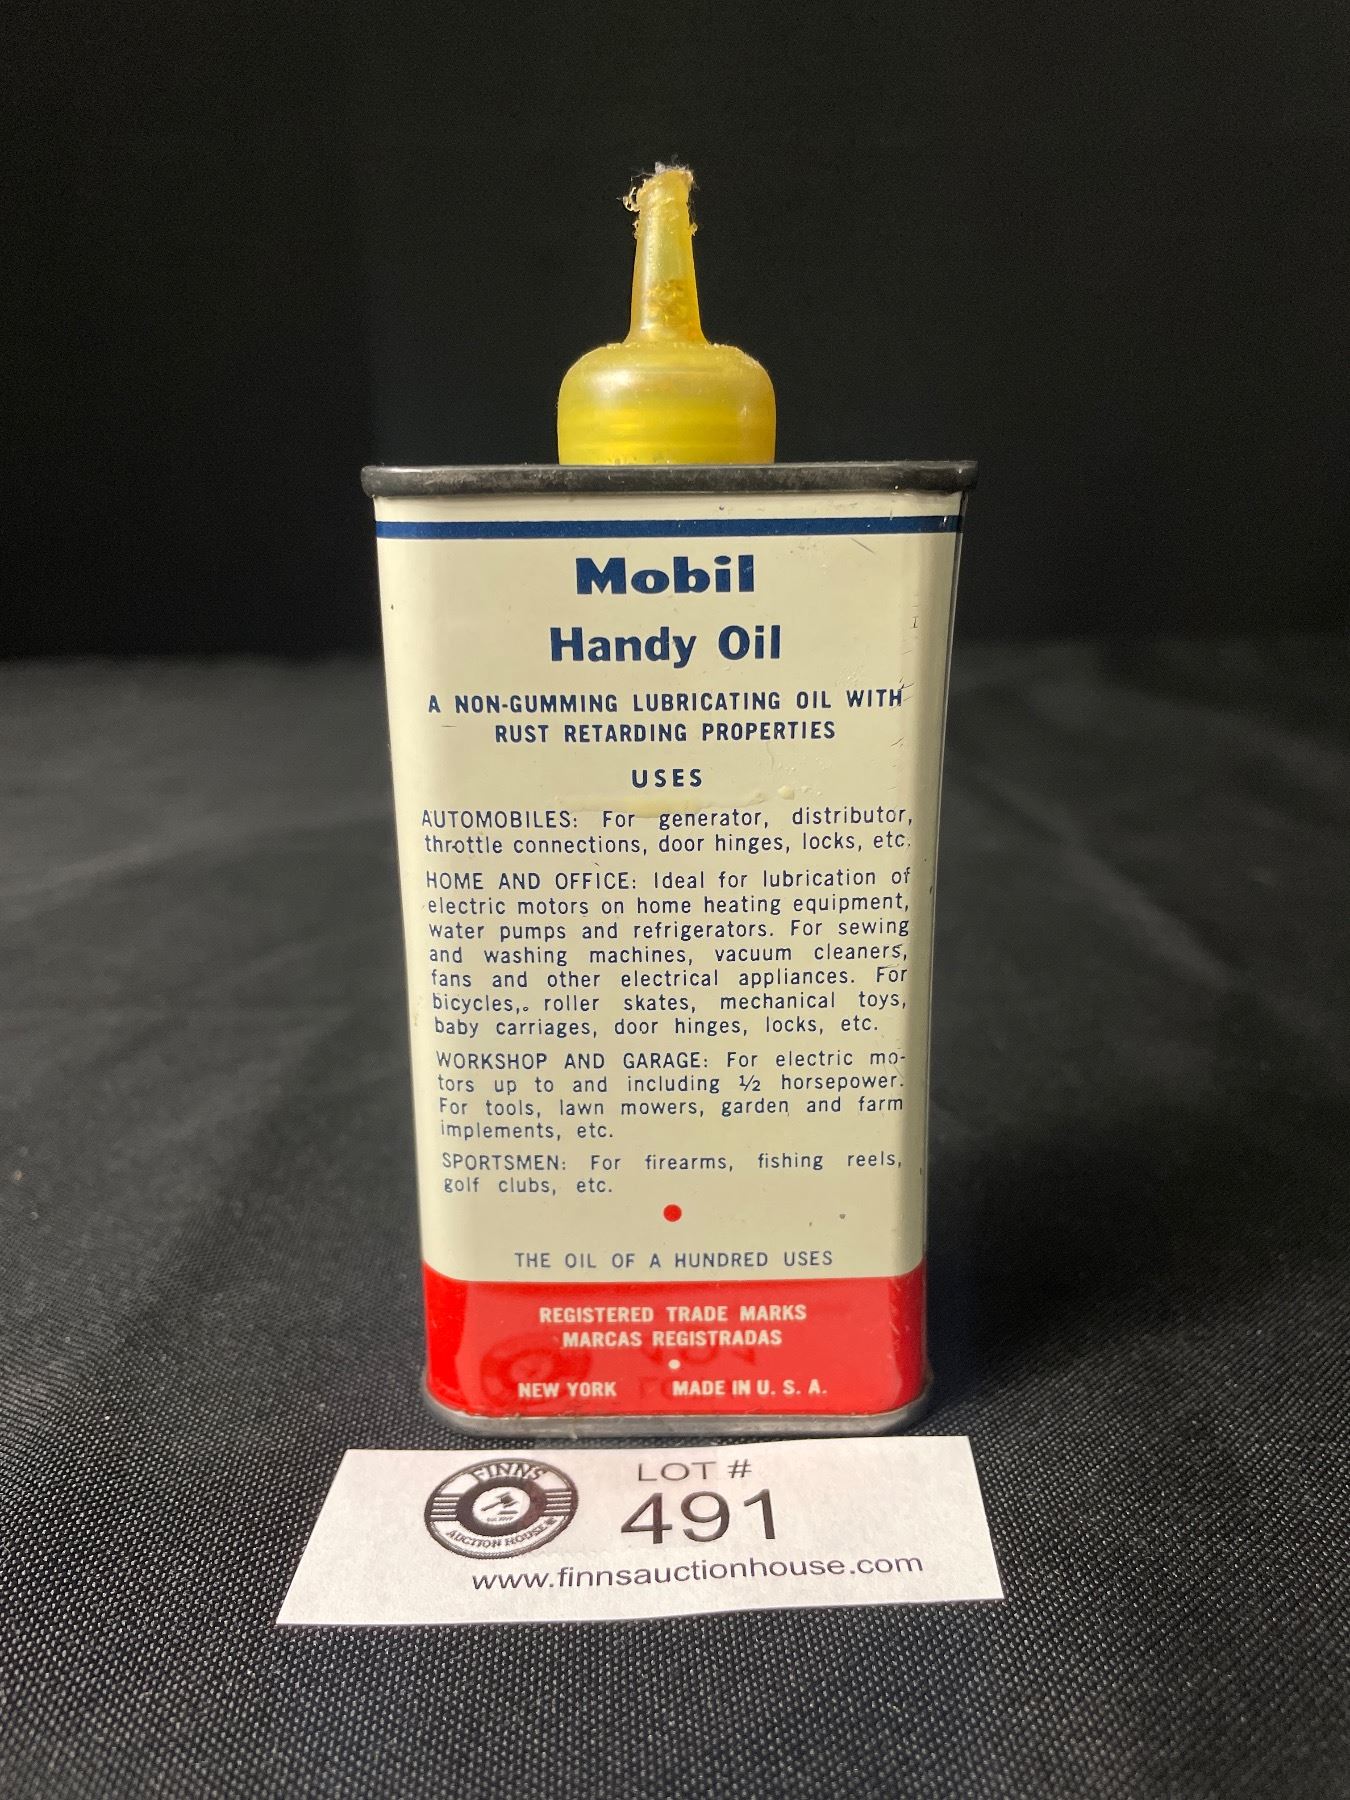 Mobil
Handy Oil
A NON-GUMMING LUBRICATING OIL WITH
RUST RETARDING PROPERTIES
USES
AUTOMOBILES: For generator, distributor,
throttle connections, door hinges, locks, etc.
HOME AND OFFICE: Ideal for lubrication of
electric motors on home heating equipment,
water pumps and refrigerators. For sewing
and washing machines, vacuum cleaners,
fans and other electrical appliances. For
bicycles, roller skates, mechanical toys,
baby carriages, door hinges, locks, etc.
WORKSHOP AND GARAGE: For electric mo-
tors up to and including ½ horsepower.
For tools, lawn mowers, garden and farm
implements, etc.
SPORTSMEN: For firearms, fishing reels,
golf clubs, etc.
THE OIL OF A HUNDRED USES
REGISTERED TRADE MARKS
MARCAS REGISTRADAS
NEW YORK MADE IN U. S. A.
FINNS
AUCTION HOUSE
LOT #
491
www.finnsauctionhouse.com